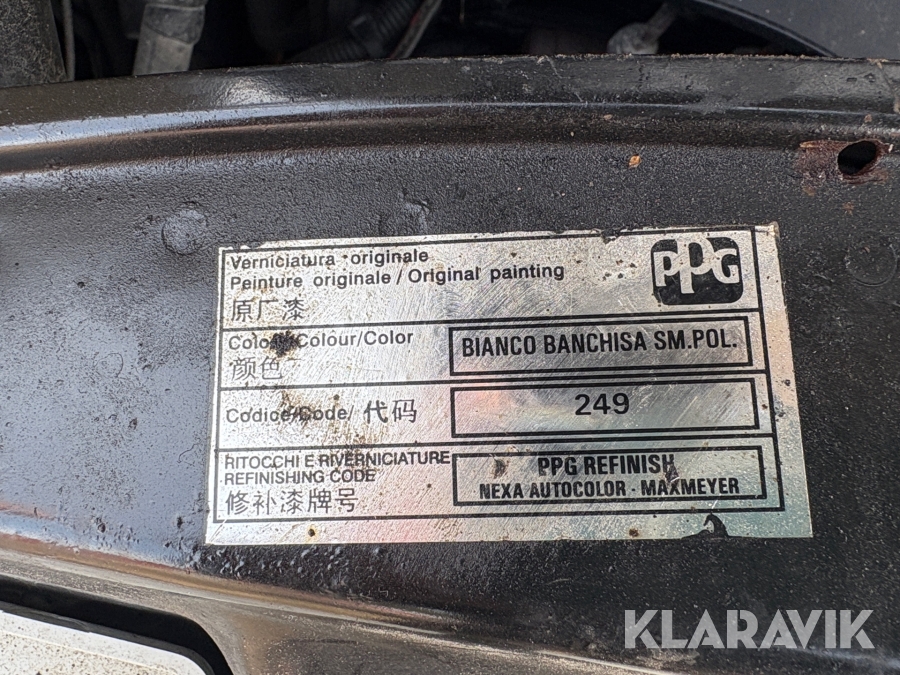 Verniciatura originale
Peinture originale / Original painting
原厂漆
PPG
Colore/Colour/Color
颜色
BIANCO BANCHISA SM.POL.
Codice/Code/ 代码
249
RITOCCHI E RIVERNICIATURE
REFINISHING CODE
修补漆牌号
PPG REFINISH
NEXA AUTOCOLOR - MAXMEYER
KLARAVIK